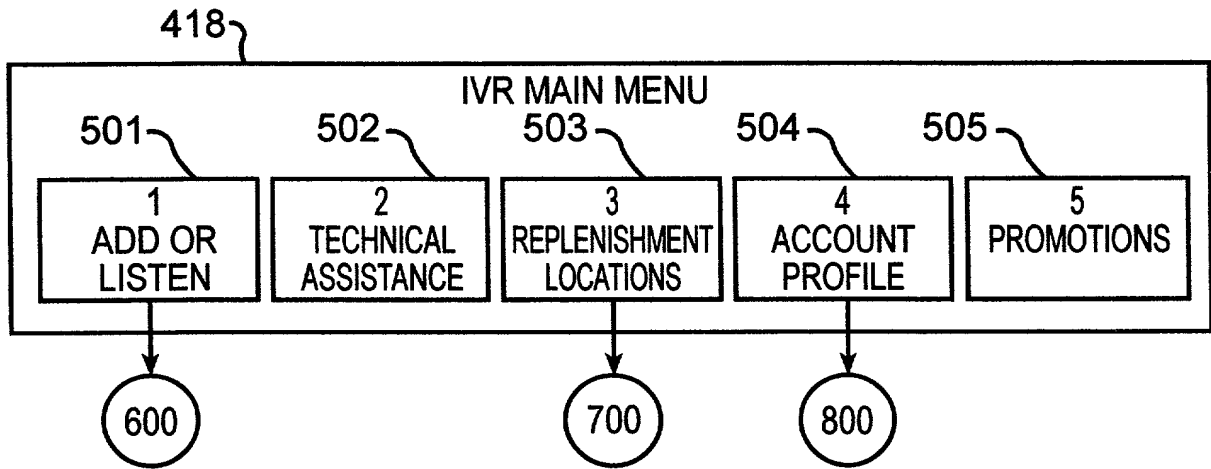 418
IVR MAIN MENU
501
502
503
504
505
1
ADD OR
LISTEN
2
TECHNICAL
ASSISTANCE
3
REPLENISHMENT
LOCATIONS
4
ACCOUNT
PROFILE
5
PROMOTIONS
600
700
800